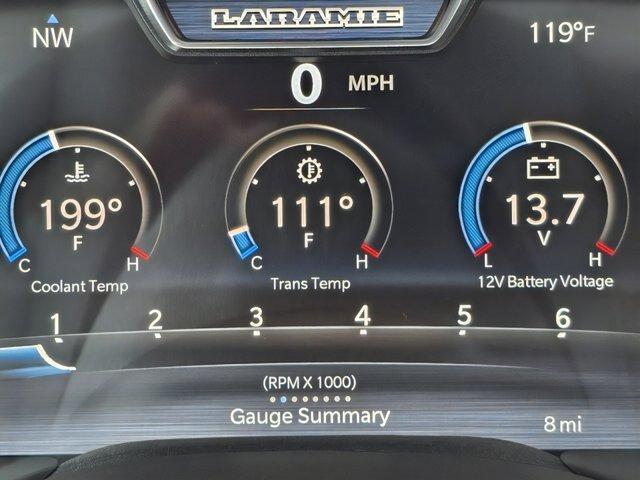 LARAMIE
NW
119°F
0 MPH
199°
F
C
H
Coolant Temp
111°
F
C
H
Trans Temp
13.7
V
L
H
12V Battery Voltage
1 2 3 4 5 6
(RPM X 1000)
Gauge Summary
8 mi